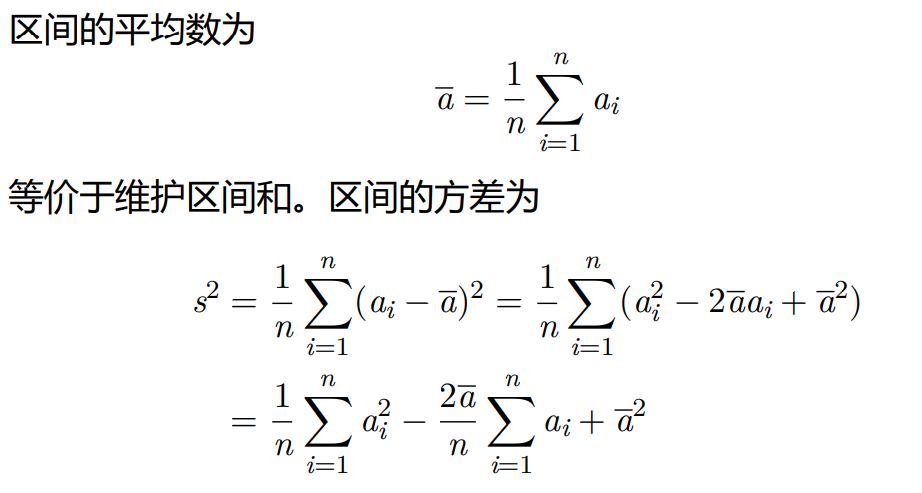 区间的平均数为
$\overline{a} = \frac{1}{n} \sum_{i=1}^{n} a_i$
等价于维护区间和。区间的方差为
$s^2 = \frac{1}{n} \sum_{i=1}^{n} (a_i - \overline{a})^2 = \frac{1}{n} \sum_{i=1}^{n} (a_i^2 - 2\overline{a}a_i + \overline{a}^2)$
$= \frac{1}{n} \sum_{i=1}^{n} a_i^2 - \frac{2\overline{a}}{n} \sum_{i=1}^{n} a_i + \overline{a}^2$